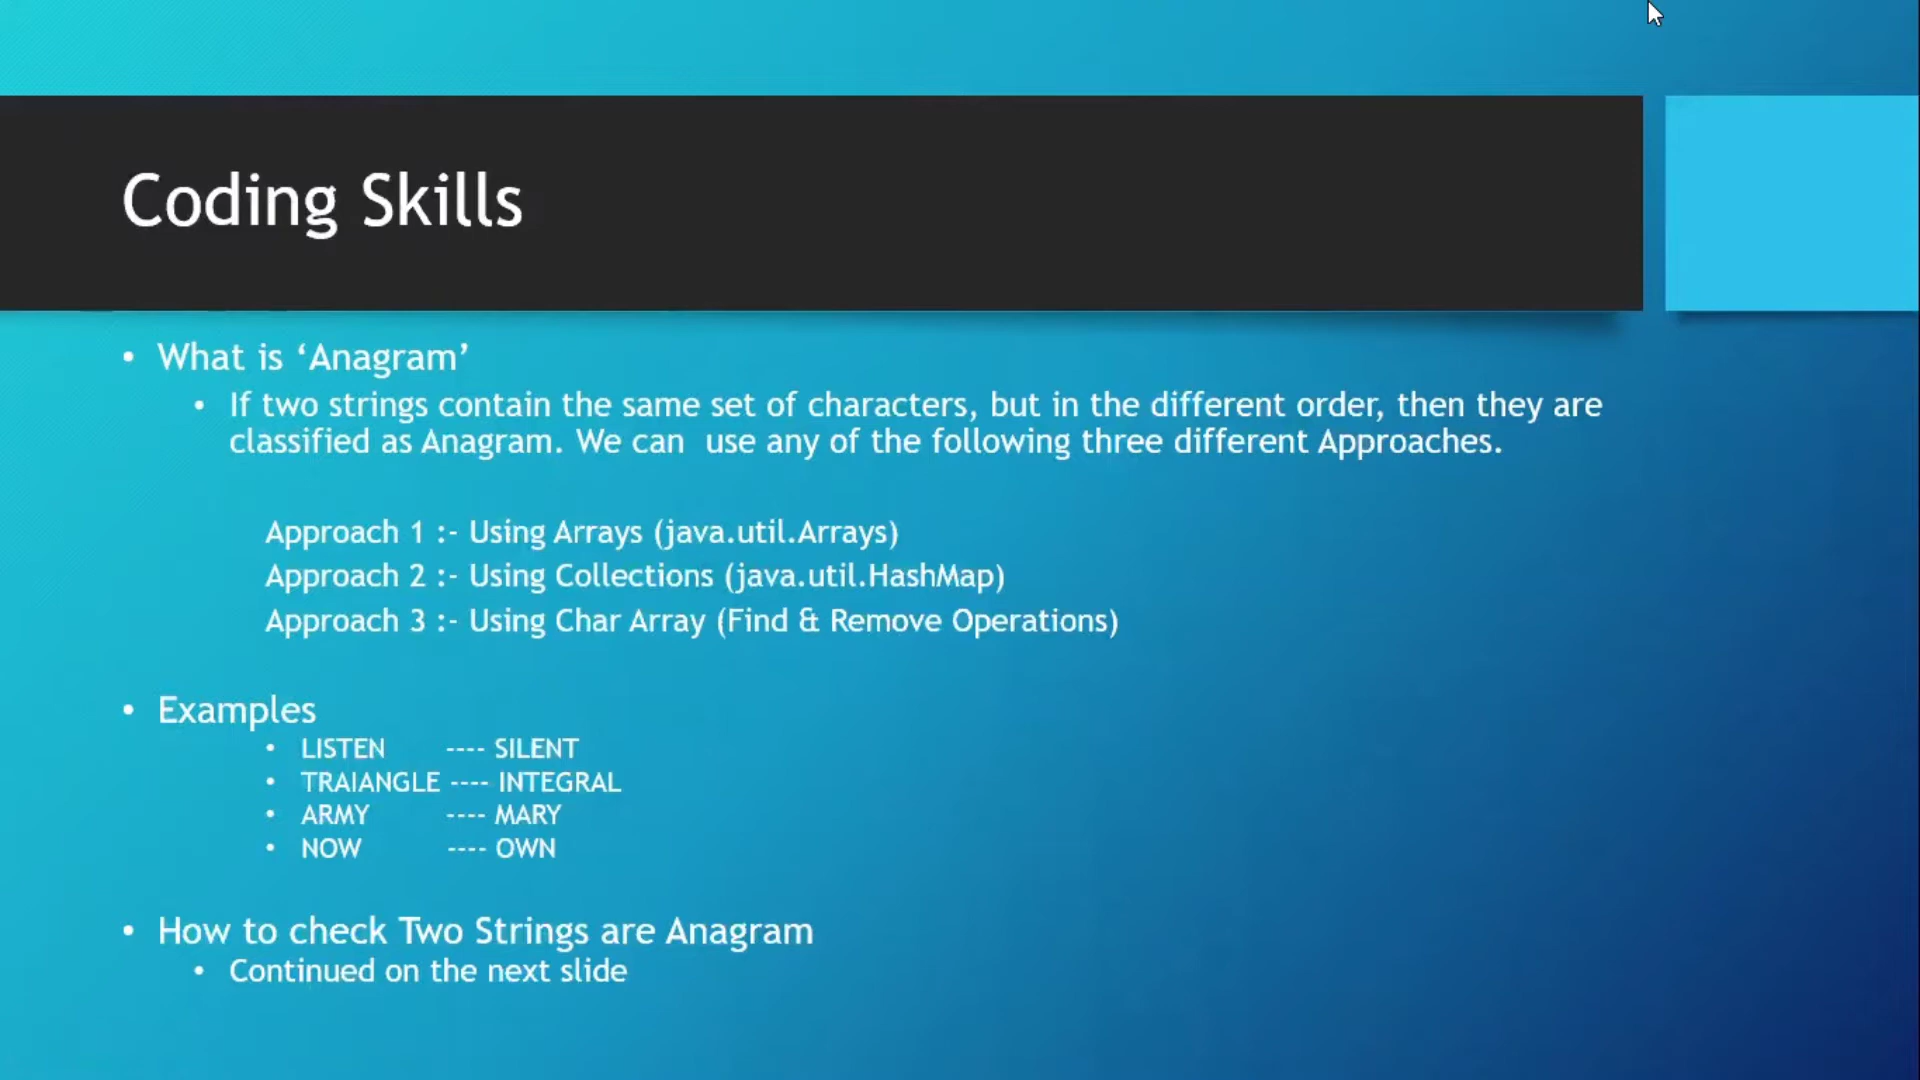 Coding Skills
• What is ‘Anagram’
• If two strings contain the same set of characters, but in the different order, then they are
classified as Anagram. We can  use any of the following three different Approaches.
Approach 1 :- Using Arrays (java.util.Arrays)
Approach 2 :- Using Collections (java.util.HashMap)
Approach 3 :- Using Char Array (Find & Remove Operations)
• Examples
• LISTEN ---- SILENT
• TRAIANGLE ---- INTEGRAL
• ARMY ---- MARY
• NOW ---- OWN
• How to check Two Strings are Anagram
• Continued on the next slide